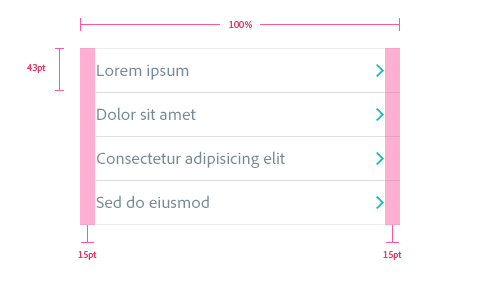 100%
43pt
Lorem ipsum
Dolor sit amet
Consectetur adipisicing elit
Sed do eiusmod
15pt 15pt